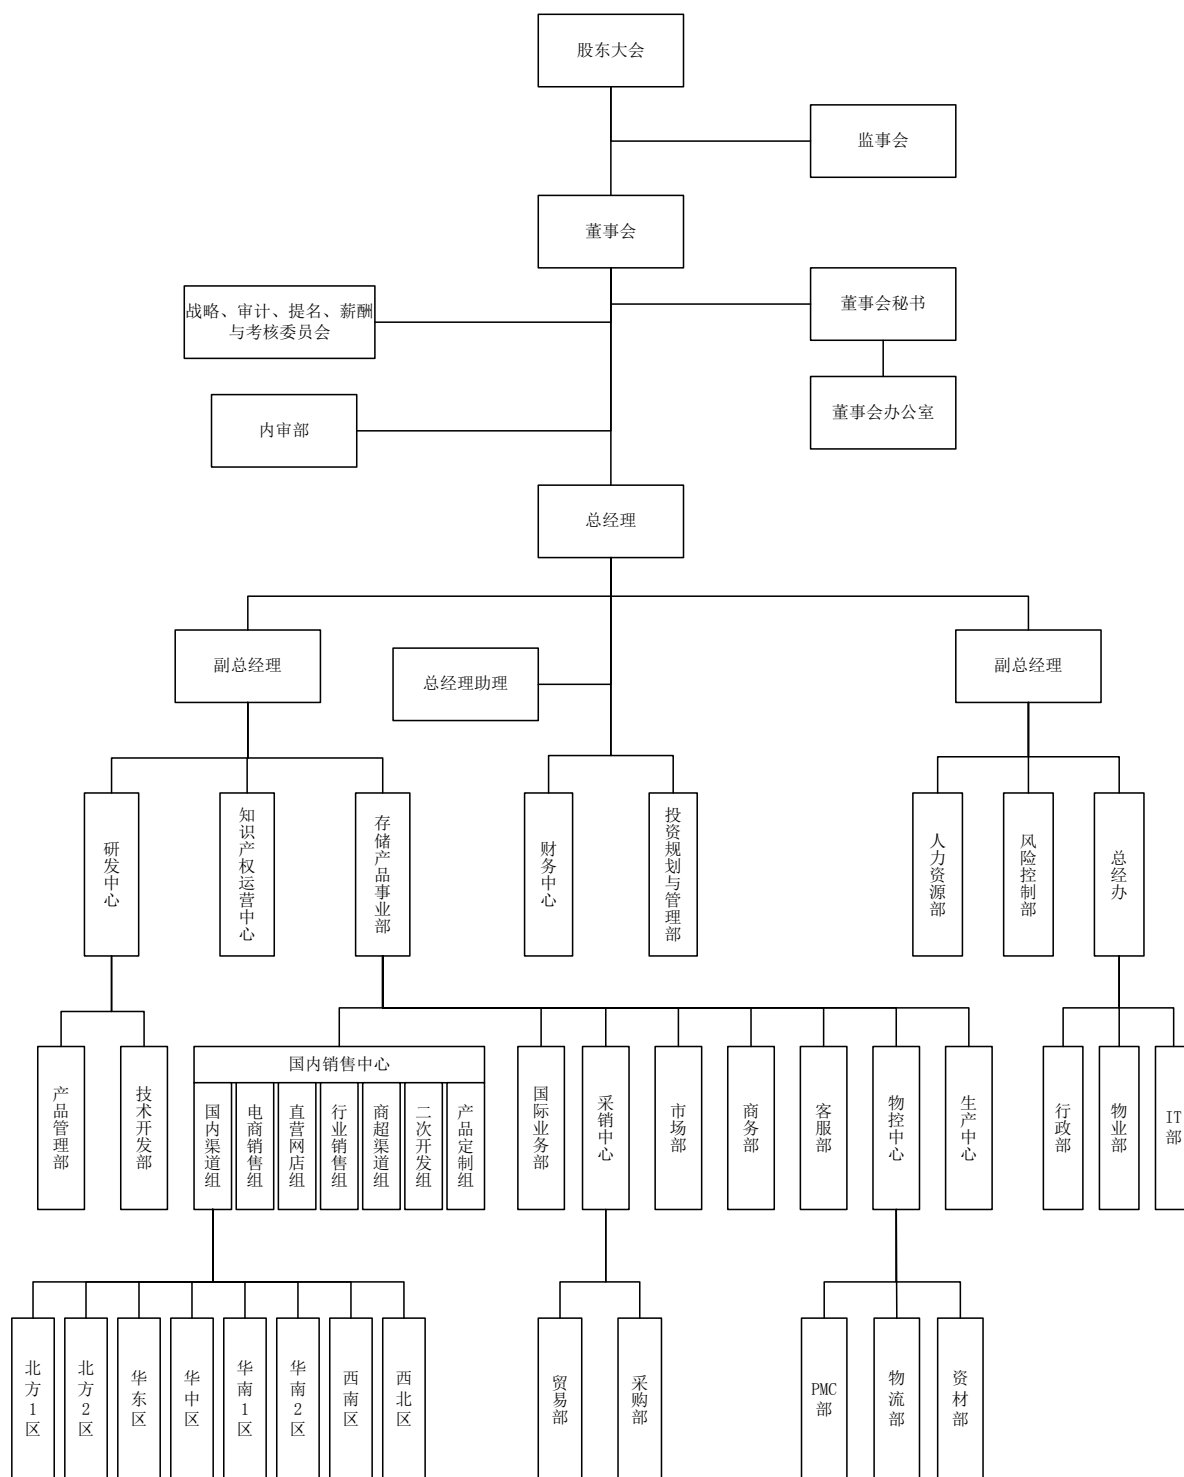 股东大会
监事会
董事会
战略、审计、提名、薪酬
与考核委员会
董事会秘书
董事会办公室
内审部
总经理
副总经理
总经理助理
副总经理
研发中心
知识产权运营中心
存储产品事业部
财务中心
投资规划与管理部
人力资源部
风险控制部
总经办
产品管理部
技术开发部
国内销售中心
国内渠道组
电商销售组
直营网店组
行业销售组
商超渠道组
二次开发组
产品定制组
国际业务部
采销中心
市场部
商务部
客服部
物控中心
生产中心
行政部
物业部
IT
部
北方1区
北方2区
华东区
华中区
华南1区
华南2区
西南区
西北区
贸易部
采购部
PMC
部
物流部
资材部